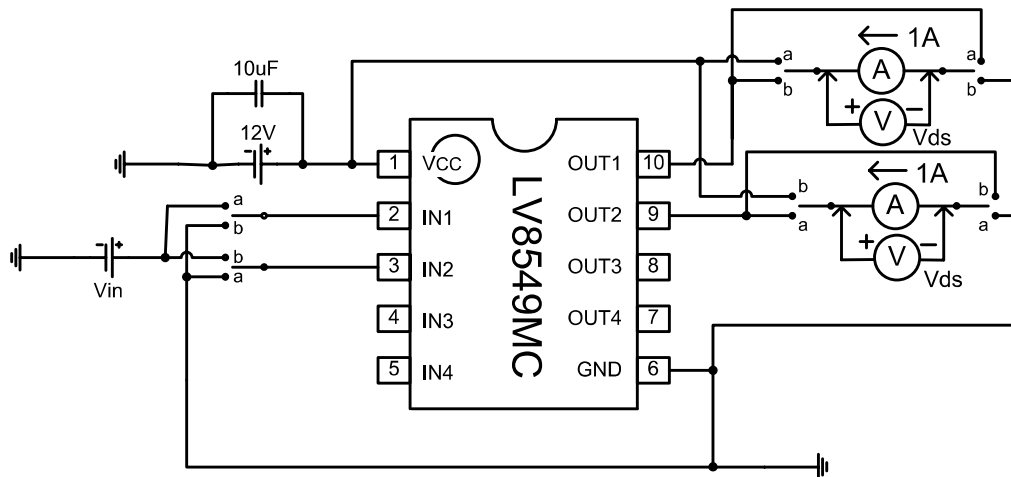 1A
a
a
A
b
b
10uF
+
V
−
Vds
12V
-
+
1
VCC
OUT1
10
1A
a
b
b
2
IN1
OUT2
9
A
b
a
a
-
+
b
+
V
−
3
IN2
OUT3
8
Vds
Vin
a
4
IN3
OUT4
7
5
IN4
GND
6
LV8549MC